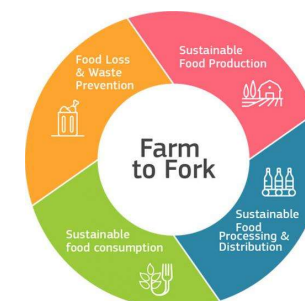 Food Loss
& Waste
Prevention
Sustainable
Food Production
Farm
to Fork
Sustainable
Food
Processing &
Distribution
Sustainable
food consumption